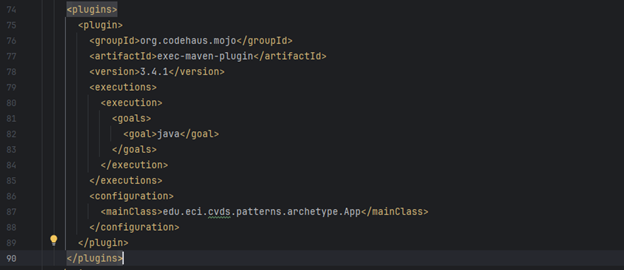 74 <plugins>
75 <plugin>
76 <groupId>org.codehaus.mojo</groupId>
77 <artifactId>exec-maven-plugin</artifactId>
78 <version>3.4.1</version>
79 <executions>
80 <execution>
81 <goals>
82 <goal>java</goal>
83 </goals>
84 </execution>
85 </executions>
86 <configuration>
87 <mainClass>edu.eci.cvds.patterns.archetype.App</mainClass>
88 </configuration>
89 </plugin>
90 </plugins>